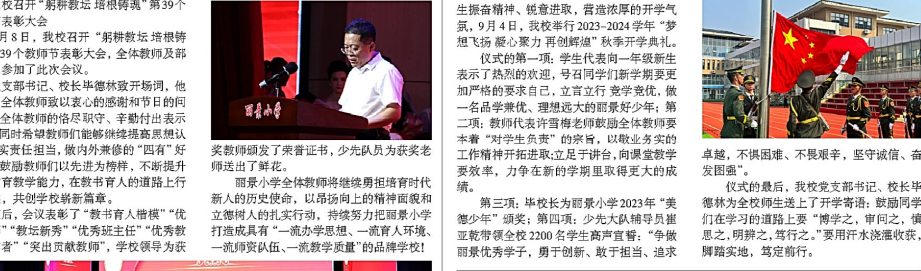 校召开“躬耕教坛 培根铸魂”第39个
表彰大会
月8日，我校召开“躬耕教坛 培根铸
39个教师节表彰大会，全体教师及部
参加了此次会议。
支部书记、校长毕德林致开场词，他
全体教师致以衷心的感谢和节日的问
全体教师的恪尽职守、辛勤付出表示
同时希望教师们能够继续提高思想认
实责任担当，做内外兼修的“四有”好
鼓励教师们以先进为榜样，不断提升
育教学能力，在教书育人的道路上行
，共创学校崭新篇章。
后，会议表彰了“教书育人楷模”“优
”“教坛新秀”“优秀班主任”“优秀教
者”“突出贡献教师”，学校领导为获
丽景小学
奖教师颁发了荣誉证书，少先队员为获奖老
师送出了鲜花。
丽景小学全体教师将继续勇担培育时代
新人的历史使命，以昂扬向上的精神面貌和
立德树人的扎实行动，持续努力把丽景小学
打造成具有“一流办学思想、一流育人环境、
一流师资队伍、一流教学质量”的品牌学校！
生振奋精神、锐意进取，营造浓厚的开学气
氛，9月4日，我校举行2023-2024学年“梦
想飞扬 凝心聚力 再创辉煌”秋季开学典礼。
仪式的第一项：学生代表向一年级新生
表示了热烈的欢迎，号召同学们新学期要更
加严格的要求自己，立言立行 竞学竞优，做
一名品学兼优、理想远大的丽景好少年；第
二项：教师代表许雪梅老师鼓励全体教师要
本着“对学生负责”的宗旨，以敬业务实的
工作精神开拓进取；立足于讲台，向课堂教学
要效率，力争在新的学期里取得更大的成
绩。
第三项：毕校长为丽景小学2023年“美
德少年”颁奖；第四项：少先大队辅导员崔
亚乾带领全校2200名学生高声宣誓：“争做
丽景优秀学子，勇于创新、敢于担当、追求
卓越，不惧困难、不畏艰辛，坚守诚信、奋
发图强”。
仪式的最后，我校党支部书记、校长毕
德林为全校师生送上了开学寄语：鼓励同学
们在学习的道路上要“博学之，审问之，慎
思之，明辨之，笃行之。”要用汗水浇灌收获，
脚踏实地，笃定前行。